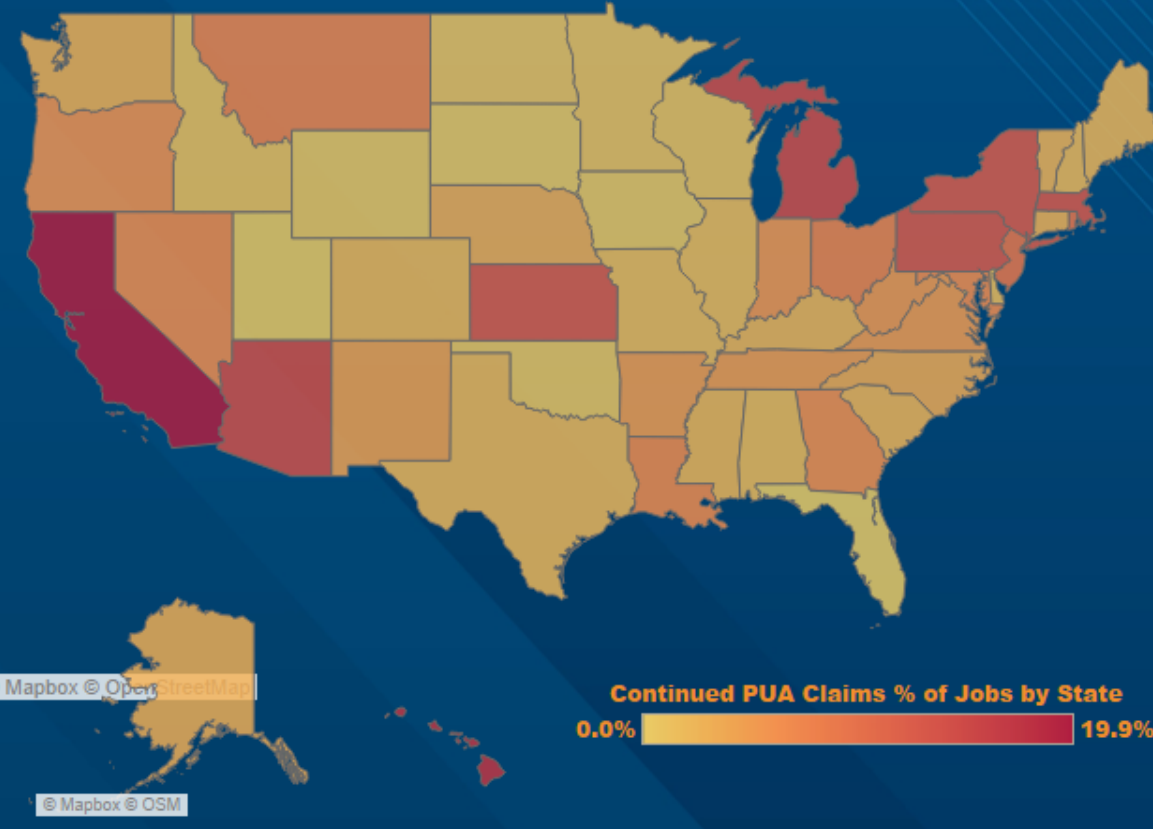 Mapbox © OpenStreetMap
Continued PUA Claims % of Jobs by State
0.0%
19.9%
© Mapbox © OSM